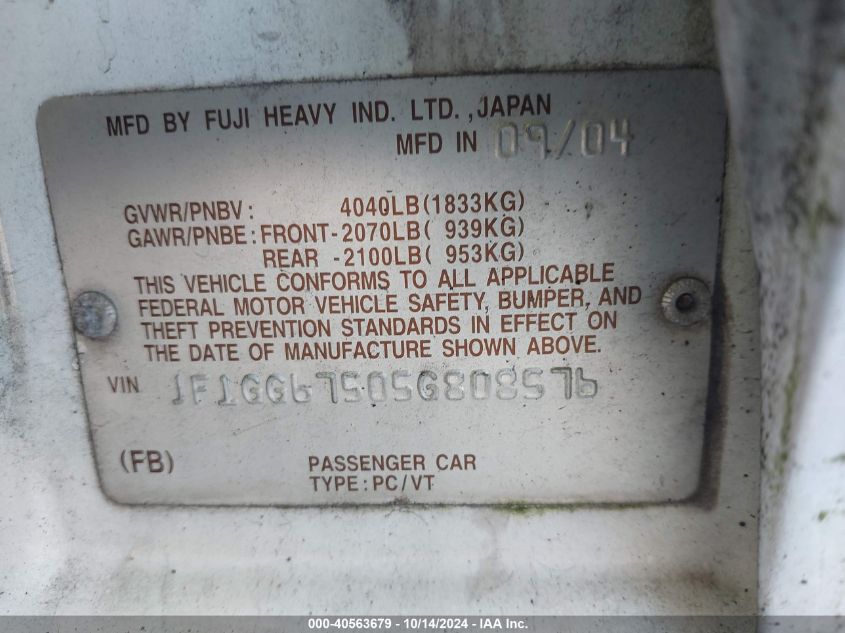 MFD BY FUJI HEAVY IND. LTD., JAPAN
MFD IN 09/04
GVWR/PNBV: 4040LB(1833KG)
GAWR/PNBE: FRONT-2070LB( 939KG)
REAR -2100LB( 953KG)
THIS VEHICLE CONFORMS TO ALL APPLICABLE
FEDERAL MOTOR VEHICLE SAFETY, BUMPER, AND
THEFT PREVENTION STANDARDS IN EFFECT ON
THE DATE OF MANUFACTURE SHOWN ABOVE.
VIN
(FB) PASSENGER CAR
TYPE:PC/VT
000-40563679 - 10/14/2024 - IAA Inc.